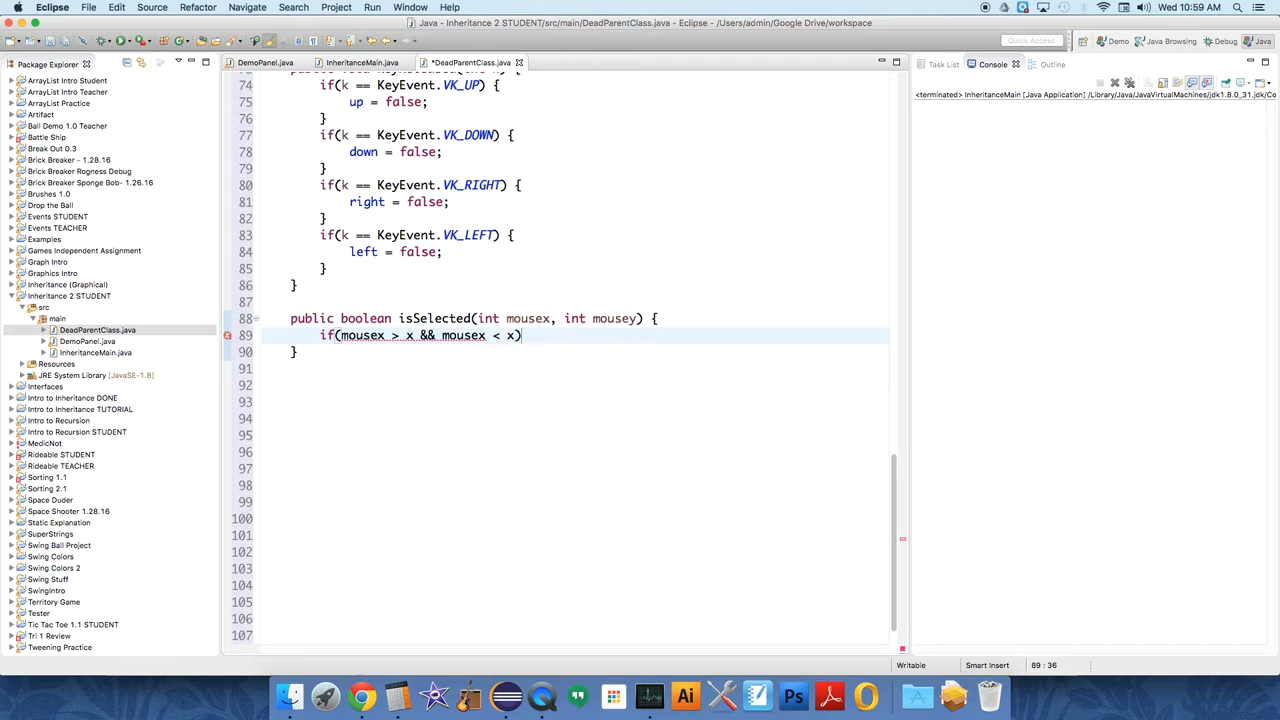 Eclipse File Edit Source Refactor Navigate Search Project Run Window Help Wed 10:59 AM
Java - Inheritance 2 STUDENT/src/main/DeadParentClass.java - Eclipse - /Users/admin/Google Drive/workspace
Quick Access Demo Java Browsing Debug Java
Package Explorer DemoPanel.java InheritanceMain.java *DeadParentClass.java Task List Console Outline
<terminated> InheritanceMain [Java Application] /Library/Java/JavaVirtualMachines/jdk1.8.0_31.jdk/Co
ArrayList Intro Student
ArrayList Intro Teacher
ArrayList Practice
Artifact
Ball Demo 1.0 Teacher
Battle Ship
Break Out 0.3
Brick Breaker - 1.28.16
Brick Breaker Rogness Debug
Brick Breaker Sponge Bob- 1.26.16
Brushes 1.0
Drop the Ball
Events STUDENT
Events TEACHER
Examples
Games Independent Assignment
Graph Intro
Graphics Intro
Inheritance (Graphical)
Inheritance 2 STUDENT
src
main
DeadParentClass.java
DemoPanel.java
InheritanceMain.java
Resources
JRE System Library [JavaSE-1.8]
Interfaces
Intro to Inheritance DONE
Intro to Inheritance TUTORIAL
Intro to Recursion
Intro to Recursion STUDENT
MedicNot
Rideable STUDENT
Rideable TEACHER
Sorting 1.1
Sorting 2.1
Space Duder
Space Shooter 1.28.16
Static Explanation
SuperStrings
Swing Ball Project
Swing Colors
Swing Colors 2
Swing Stuff
SwingIntro
Territory Game
Tester
Tic Tac Toe 1.1 STUDENT
Tri 1 Review
Tweening Practice
74 if(k == KeyEvent.VK_UP) {
75 up = false;
76 }
77 if(k == KeyEvent.VK_DOWN) {
78 down = false;
79 }
80 if(k == KeyEvent.VK_RIGHT) {
81 right = false;
82 }
83 if(k == KeyEvent.VK_LEFT) {
84 left = false;
85 }
86 }
87
88 public boolean isSelected(int mousex, int mousey) {
89 if(mousex > x && mousex < x)
90 }
91
92
93
94
95
96
97
98
99
100
101
102
103
104
105
106
107
Writable Smart Insert 89 : 36
Ai Ps